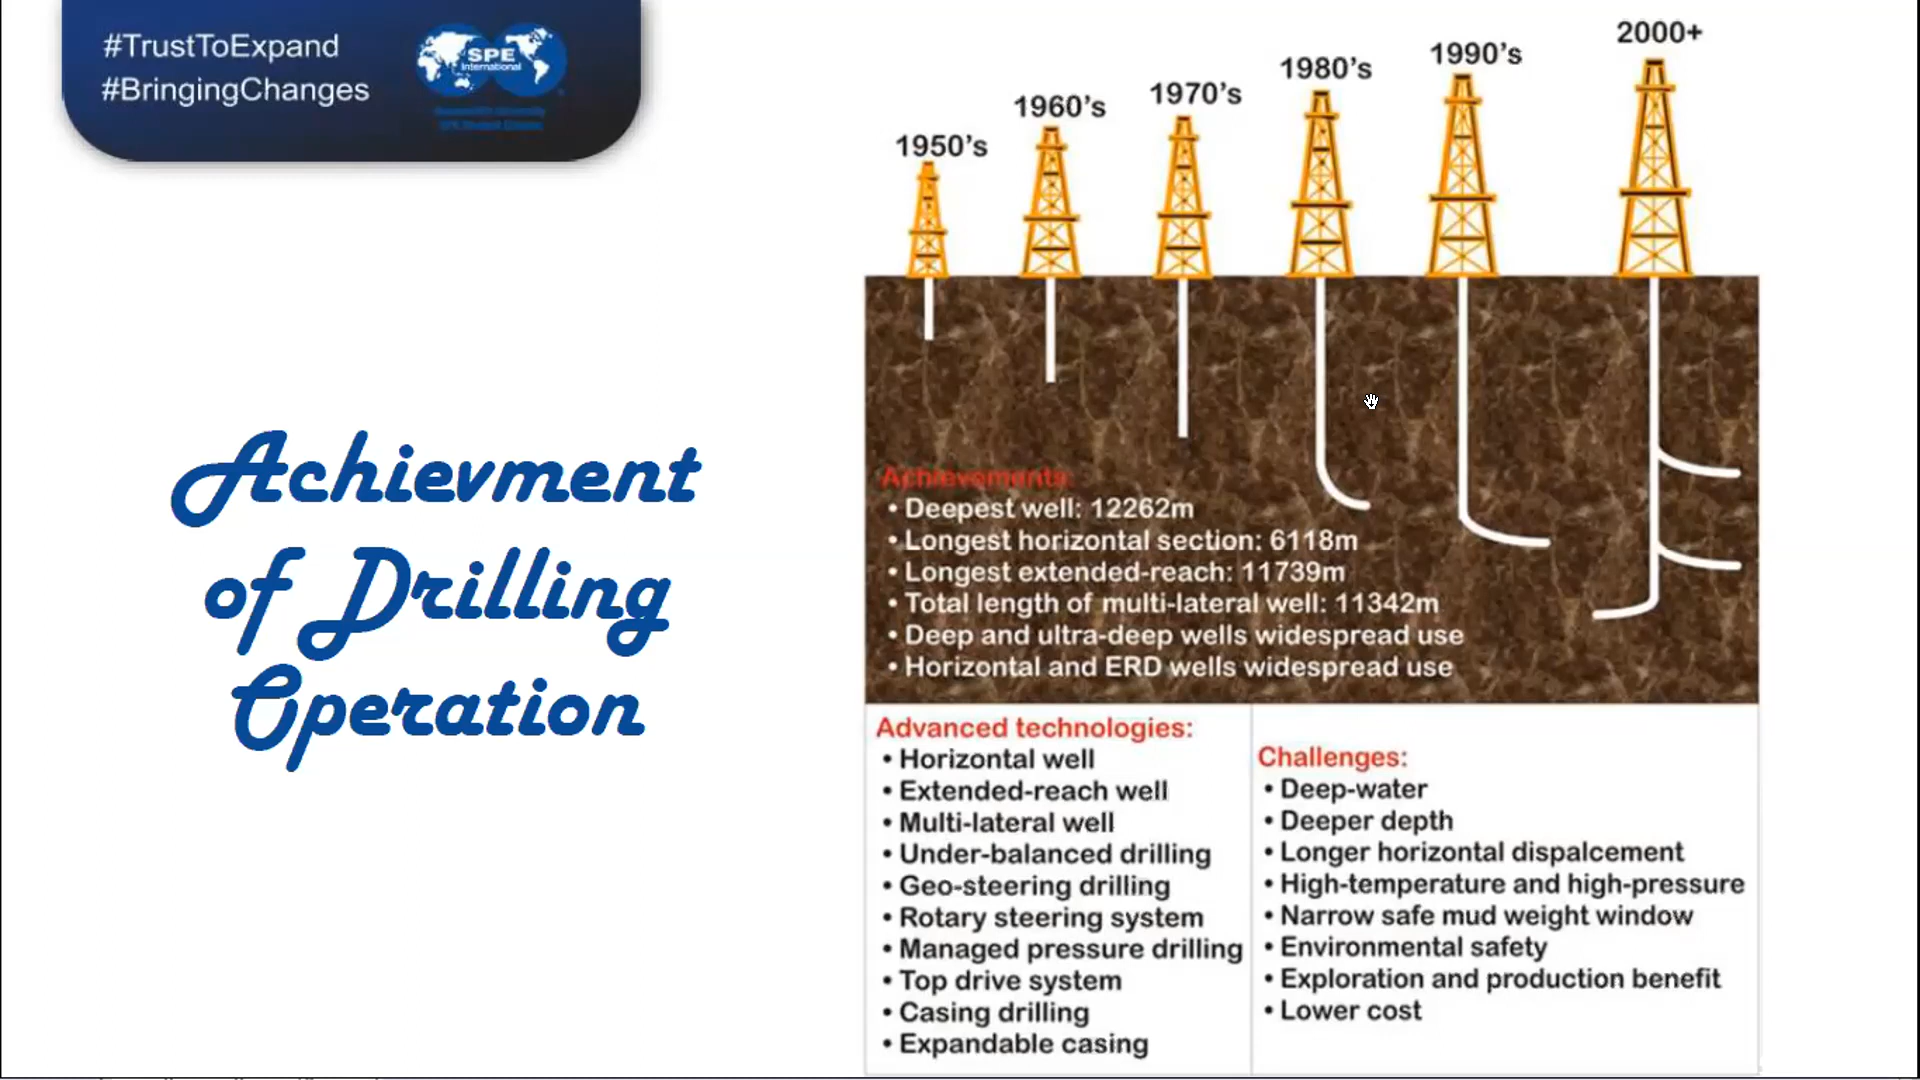 #TrustToExpand
#BringingChanges
SPE
International
Achievment
of Drilling
Operation
1950's
1960's
1970's
1980's
1990's
2000+
Achievements:
• Deepest well: 12262m
• Longest horizontal section: 6118m
• Longest extended-reach: 11739m
• Total length of multi-lateral well: 11342m
• Deep and ultra-deep wells widespread use
• Horizontal and ERD wells widespread use
Advanced technologies:
• Horizontal well
• Extended-reach well
• Multi-lateral well
• Under-balanced drilling
• Geo-steering drilling
• Rotary steering system
• Managed pressure drilling
• Top drive system
• Casing drilling
• Expandable casing
Challenges:
• Deep-water
• Deeper depth
• Longer horizontal dispalcement
• High-temperature and high-pressure
• Narrow safe mud weight window
• Environmental safety
• Exploration and production benefit
• Lower cost